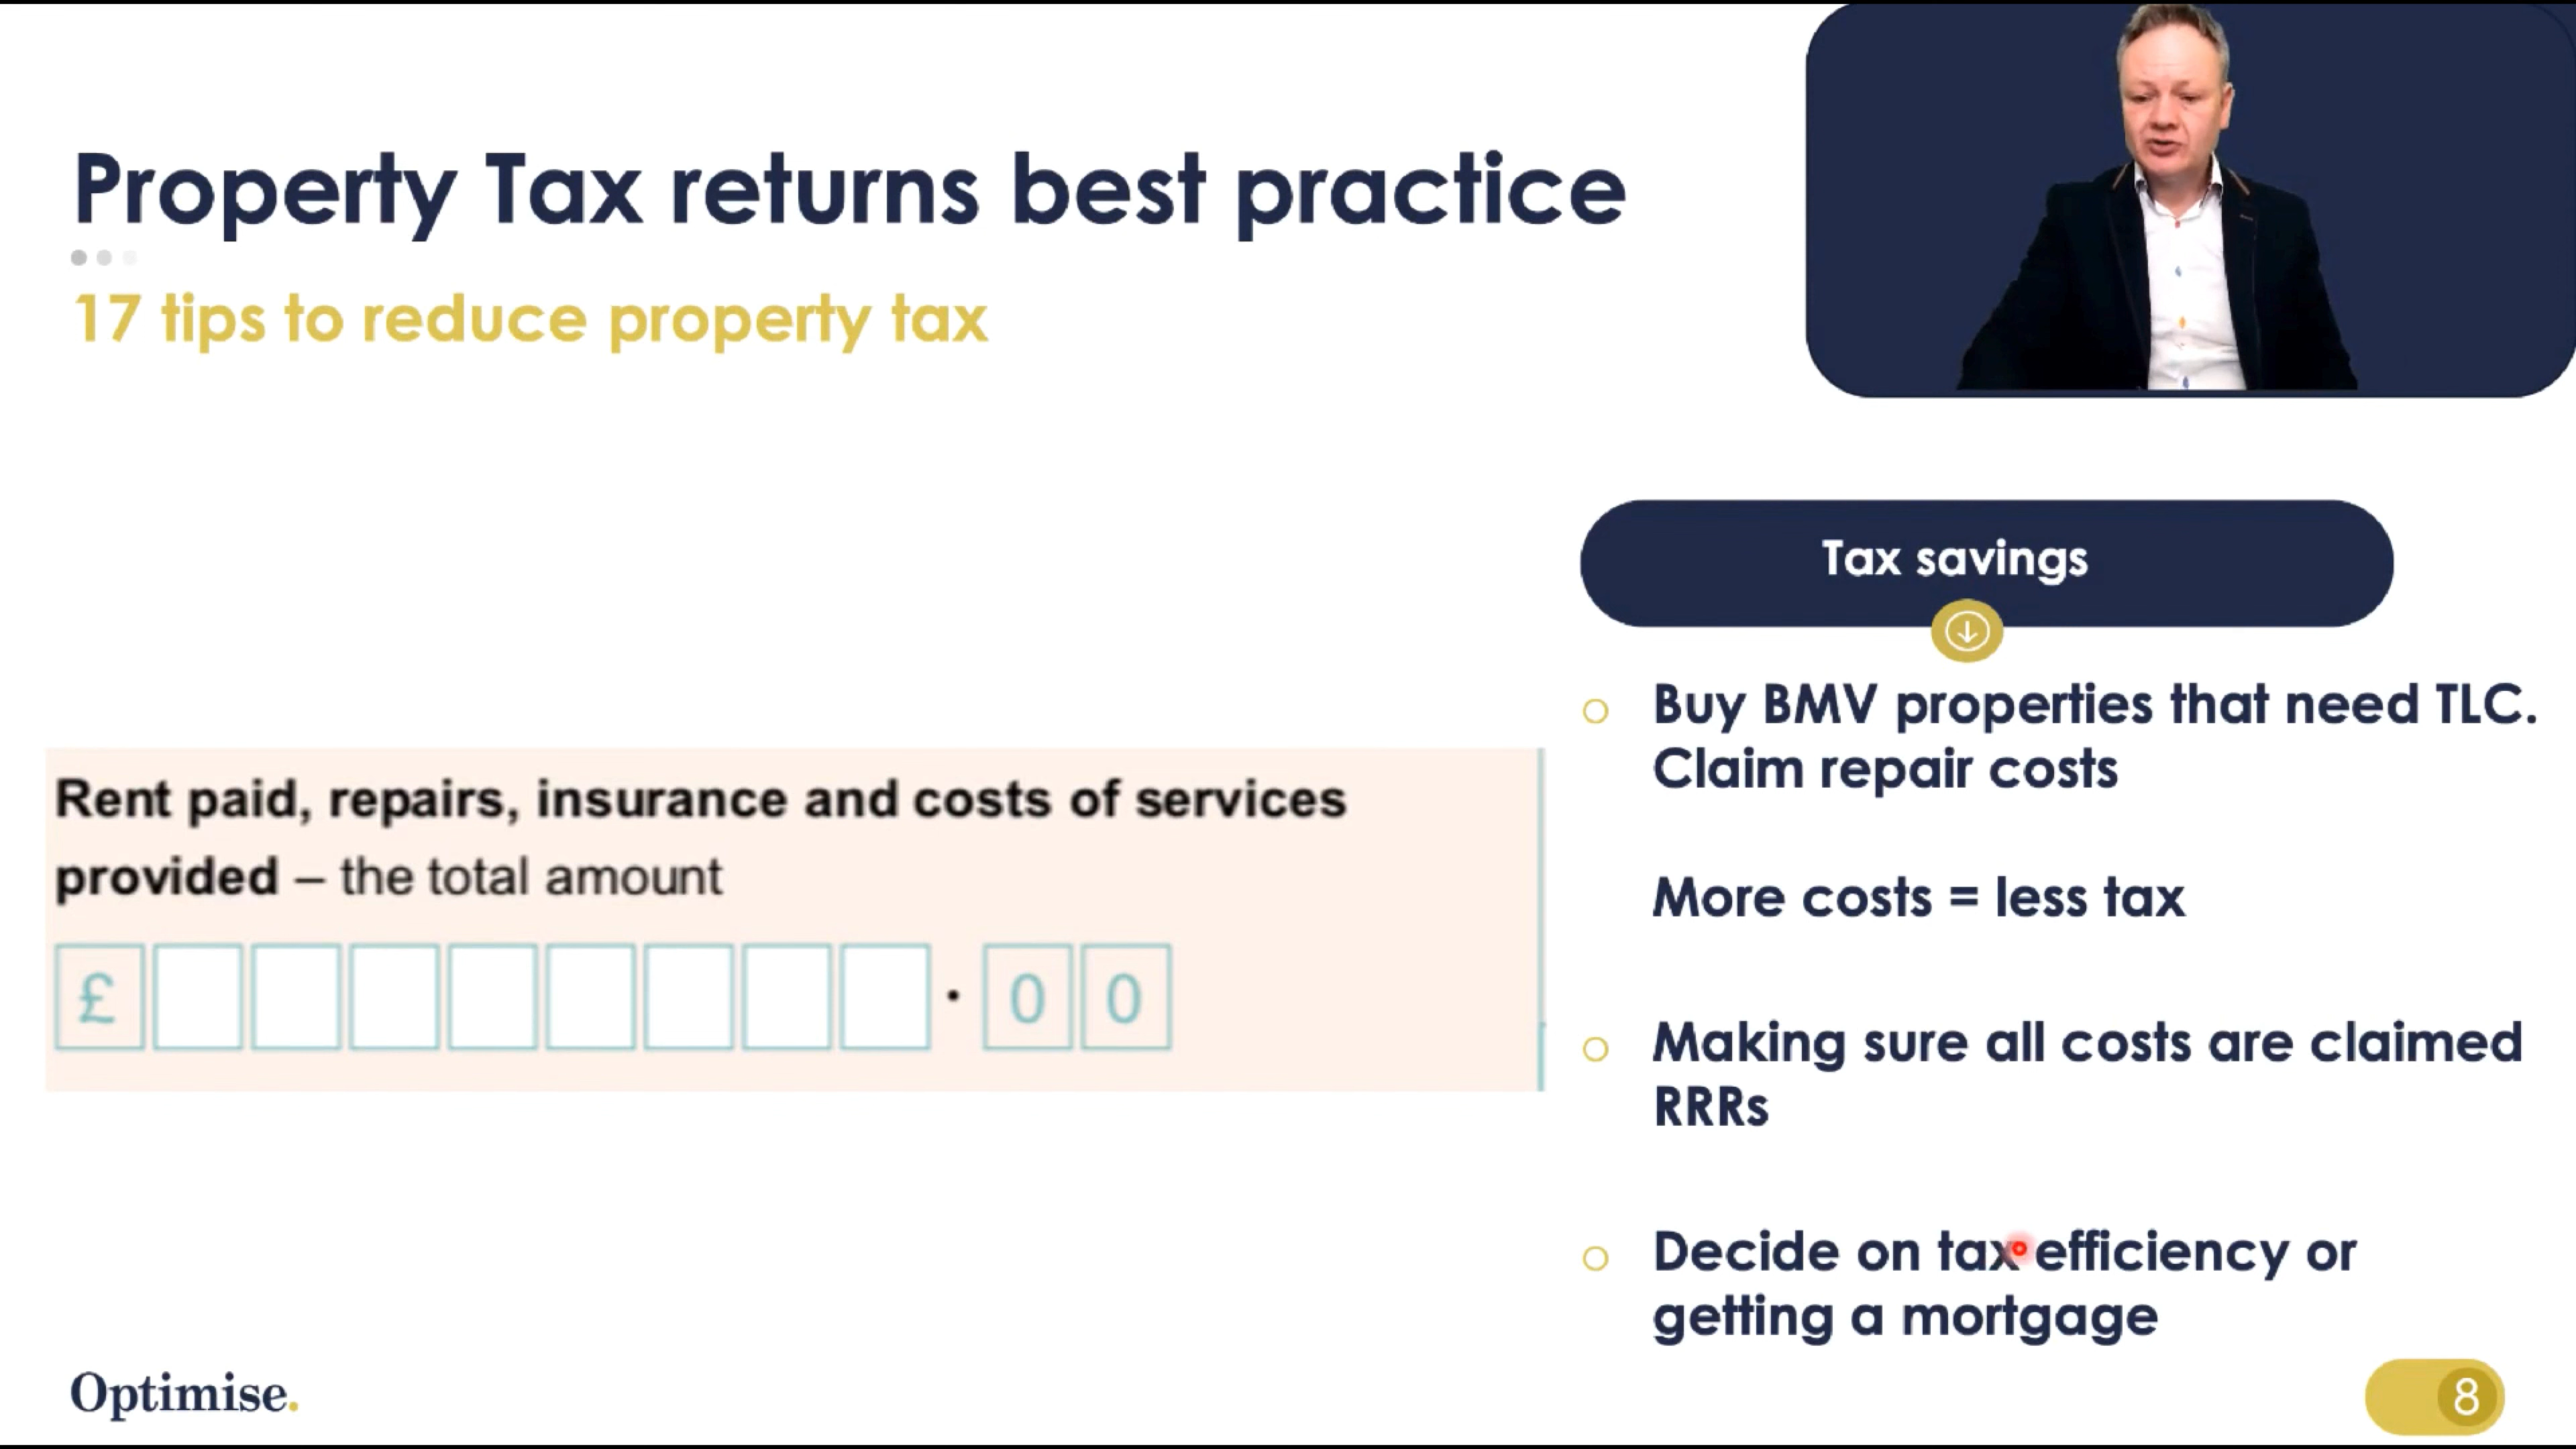 Property Tax returns best practice
17 tips to reduce property tax
Tax savings
Buy BMV properties that need TLC.
Claim repair costs
More costs = less tax
Making sure all costs are claimed
RRRs
Decide on tax efficiency or
getting a mortgage
Rent paid, repairs, insurance and costs of services
provided – the total amount
£ . 0 0
Optimise.
8